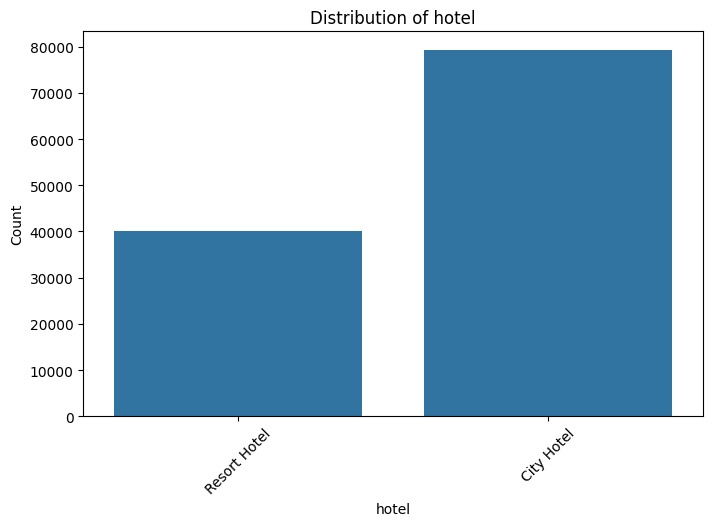 Distribution of hotel
80000
70000
60000
50000
40000
30000
20000
10000
0
Count
Resort Hotel
City Hotel
hotel